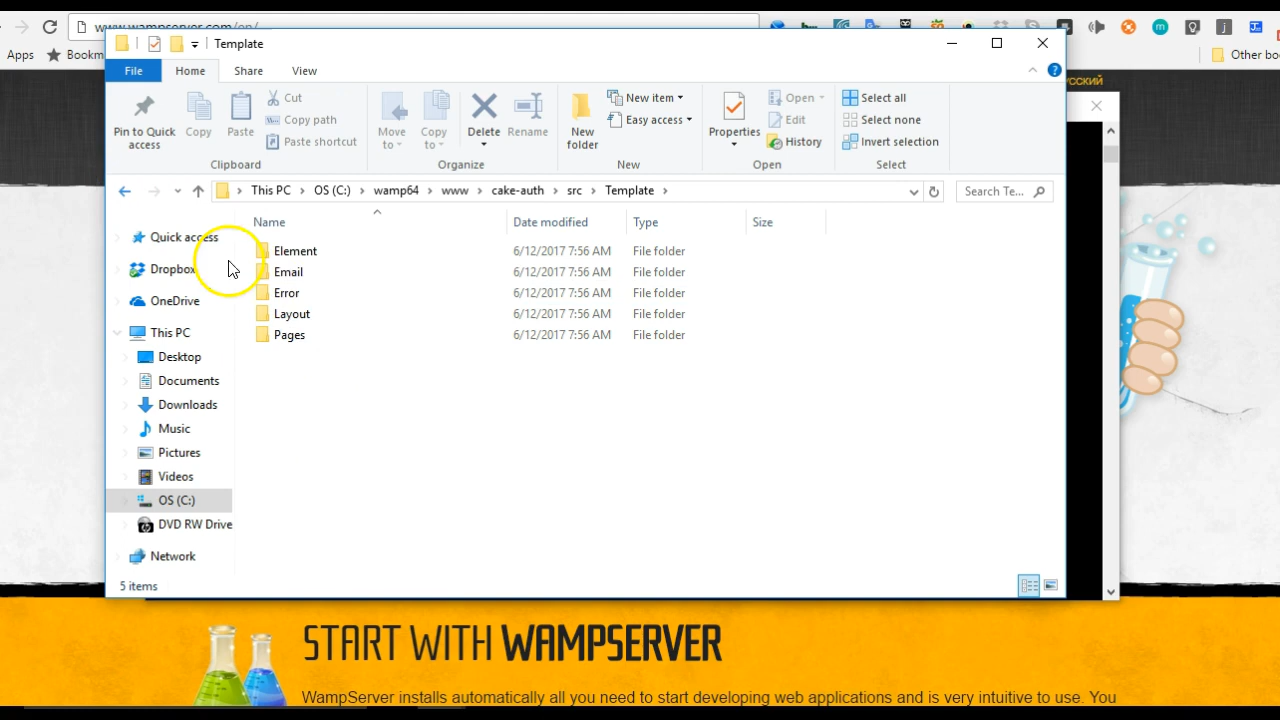 www.wampserver.com/en/
Apps
Bookm
Other boo
русский
Template
File
Home
Share
View
Pin to Quick access
Copy
Paste
Cut
Copy path
Paste shortcut
Clipboard
Move to
Copy to
Delete
Rename
Organize
New folder
New item
Easy access
New
Properties
Open
Edit
History
Open
Select all
Select none
Invert selection
Select
This PC > OS (C:) > wamp64 > www > cake-auth > src > Template >
Search Te...
Name
Date modified
Type
Size
Quick access
Dropbox
OneDrive
This PC
Desktop
Documents
Downloads
Music
Pictures
Videos
OS (C:)
DVD RW Drive
Network
Element 6/12/2017 7:56 AM File folder
Email 6/12/2017 7:56 AM File folder
Error 6/12/2017 7:56 AM File folder
Layout 6/12/2017 7:56 AM File folder
Pages 6/12/2017 7:56 AM File folder
5 items
START WITH WAMPSERVER
WampServer installs automatically all you need to start developing web applications and is very intuitive to use. You